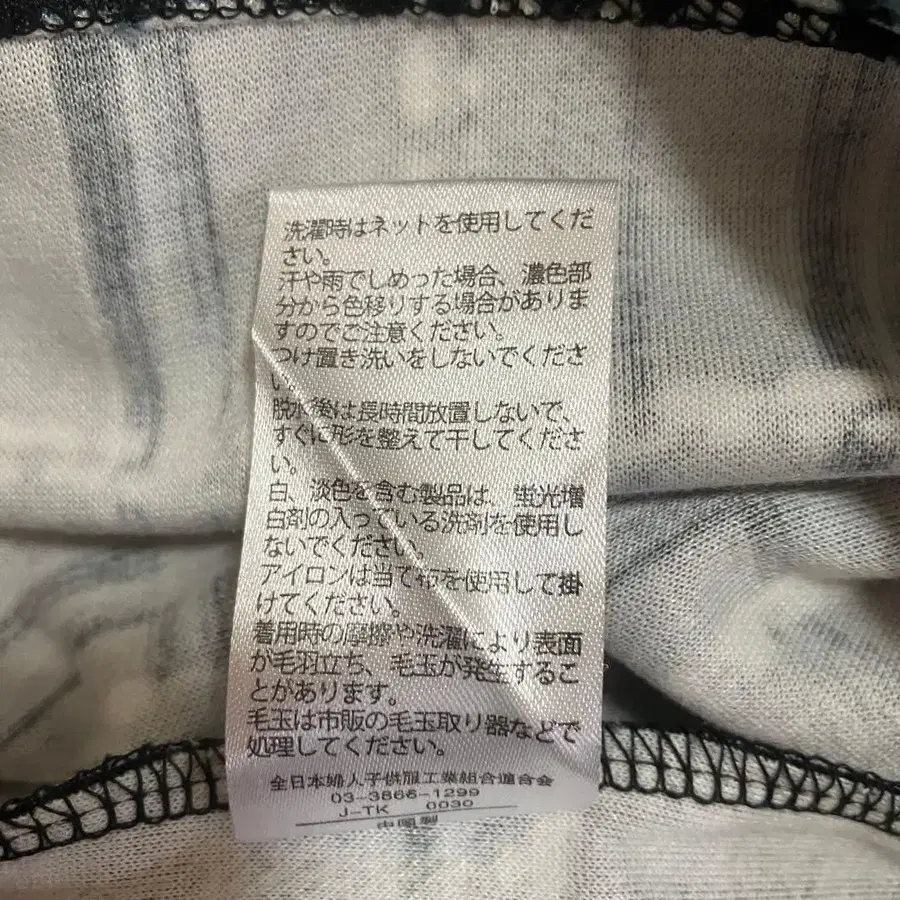 洗濯時はネットを使用してくだ
さい。
汗や雨でしめった場合、濃色部
分から色移りする場合がありま
すのでご注意ください。
つけ置き洗いをしないでくださ
い。
脱水後は長時間放置しないで、
すぐに形を整えて干してくださ
い。
白、淡色を含む製品は、蛍光増
白剤の入っている洗剤を使用し
ないでください。
アイロンは当て布を使用して掛
けてください。
着用時の摩擦や洗濯により表面
が毛羽立ち、毛玉が発生するこ
とがあります。
毛玉は市販の毛玉取り器などで
処理してください。
全日本婦人子供服工業組合連合会
03-3866-1299
J-TK 0030
中国製